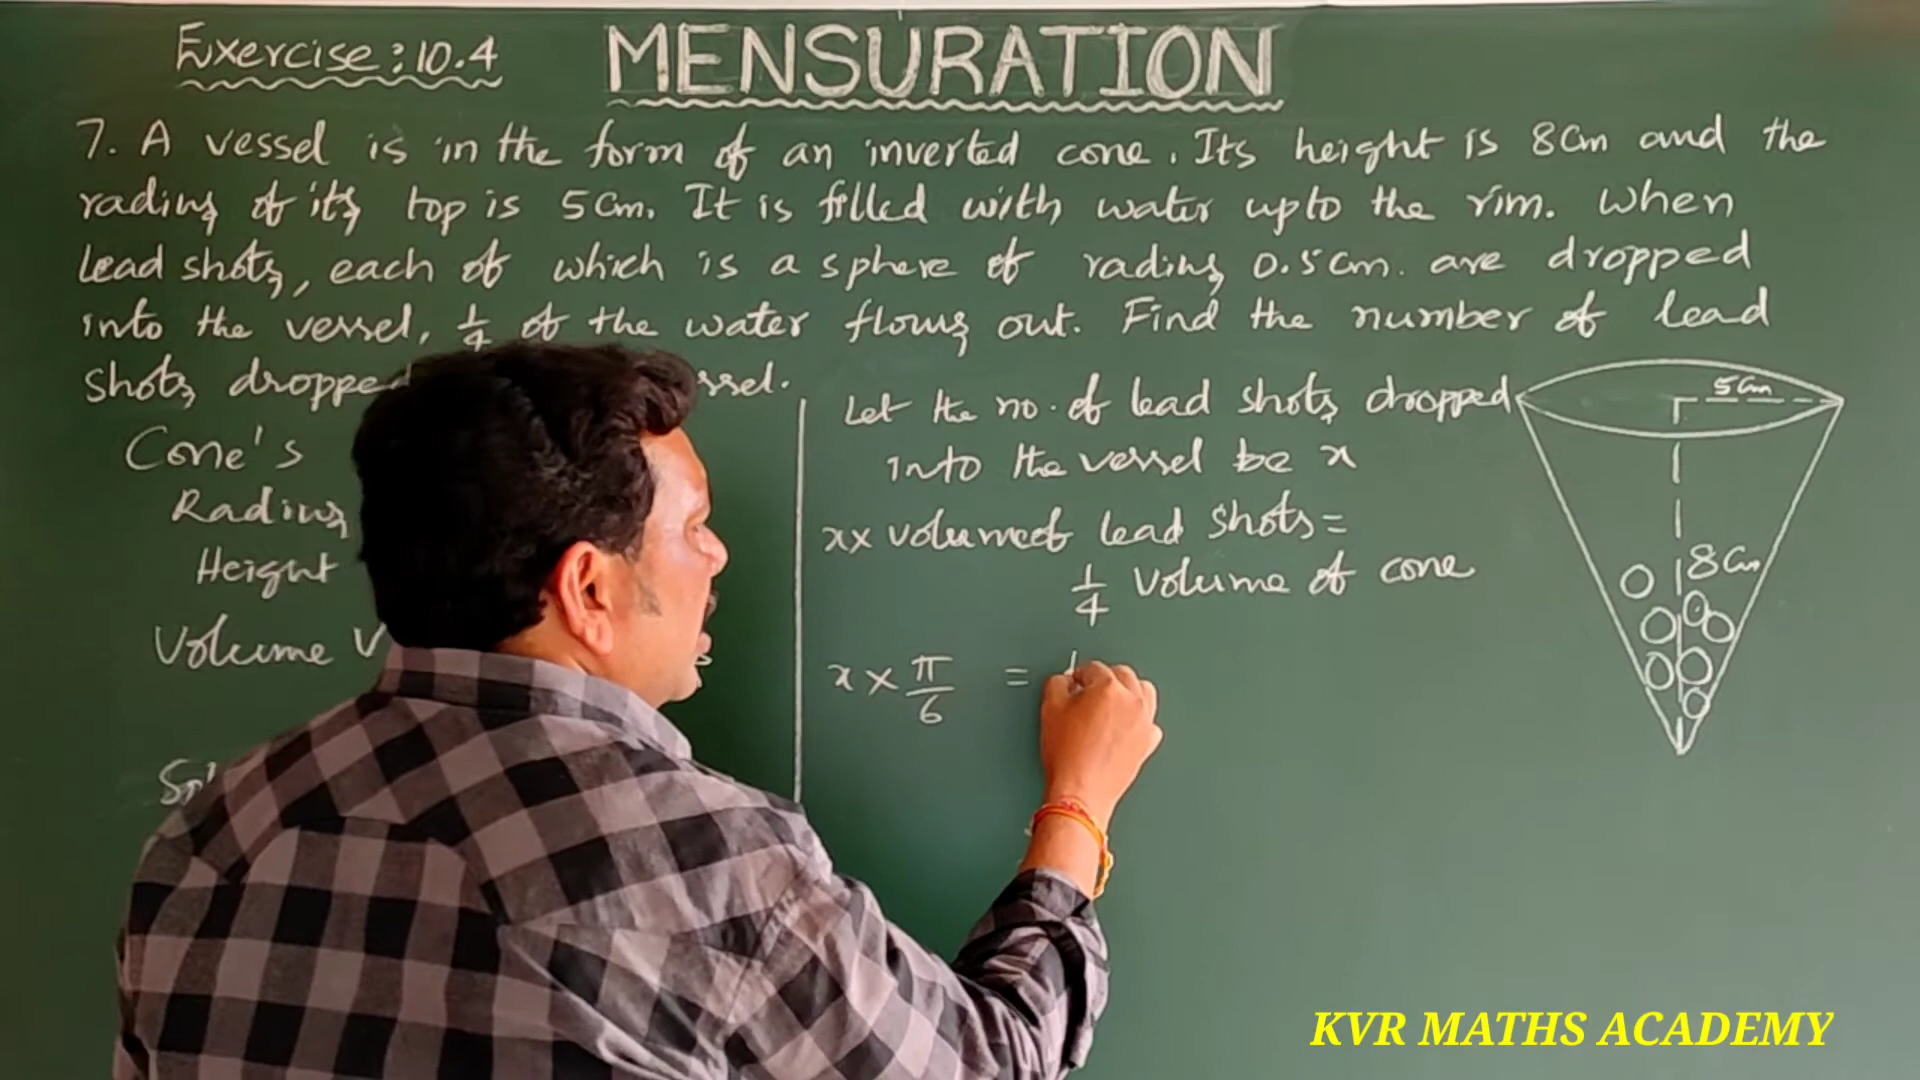 Exercise: 10.4
MENSURATION
7. A vessel is in the form of an inverted cone. Its height is 8cm and the
radius of its top is 5cm. It is filled with water upto the rim. When
lead shots, each of which is a sphere of radius 0.5cm. are dropped
into the vessel, 1/4 of the water flows out. Find the number of lead
shots dropped
Cone's
Radius
Height
Volume V
Let the no. of lead shots dropped
into the vessel be x
x× volume of lead shots =
1/4 volume of cone
x × π/6 =
5cm
8cm
KVR MATHS ACADEMY